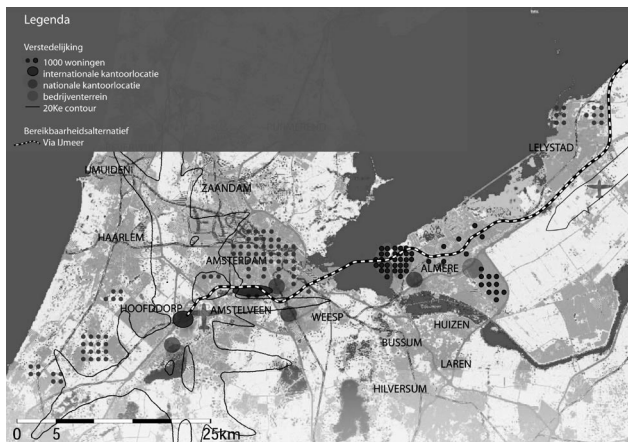 Legenda
Verstedelijking
1000 woningen
internationale kantoorlocatie
nationale kantoorlocatie
bedrijventerrein
20Ke contour
Bereikbaarheidsalternatief
Via IJmeer
LELYSTAD
IJMUIDEN
ZAANDAM
HAARLEM
AMSTERDAM
ALMERE
HOOFDDORP
AMSTELVEEN
WEESP
HUIZEN
BUSSUM
LAREN
HILVERSUM
0 5 25km